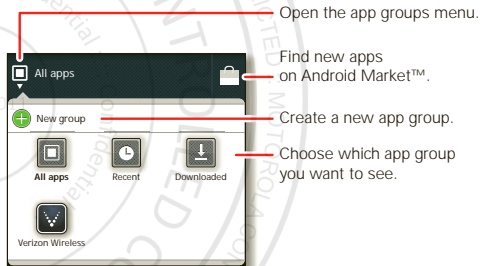 Open the app groups menu.
All apps
Find new apps
on Android Market™.
New group
Create a new app group.
Choose which app group
you want to see.
All apps
Recent
Downloaded
Verizon Wireless